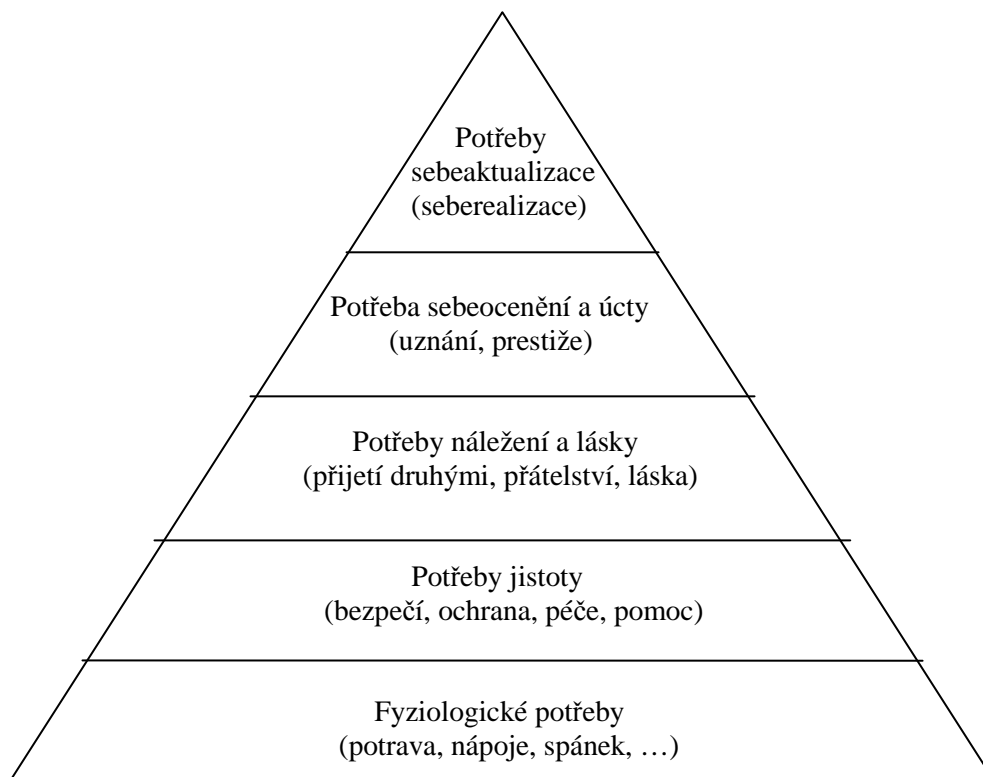 Potřeby
sebeaktualizace
(seberealizace)
Potřeba sebeocenění a úcty
(uznání, prestiže)
Potřeby náležení a lásky
(přijetí druhými, přátelství, láska)
Potřeby jistoty
(bezpečí, ochrana, péče, pomoc)
Fyziologické potřeby
(potrava, nápoje, spánek, …)